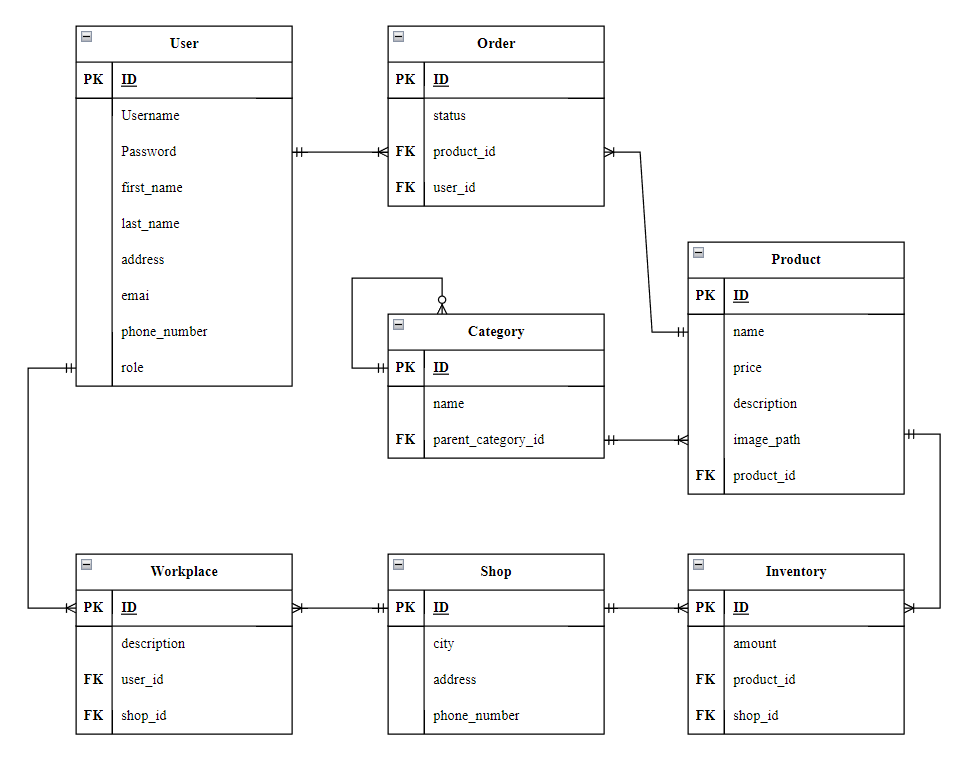 User
PK ID
Username
Password
first_name
last_name
address
emai
phone_number
role
Order
PK ID
status
FK product_id
FK user_id
Product
PK ID
name
price
description
image_path
FK product_id
Category
PK ID
name
FK parent_category_id
Workplace
PK ID
description
FK user_id
FK shop_id
Shop
PK ID
city
address
phone_number
Inventory
PK ID
amount
FK product_id
FK shop_id